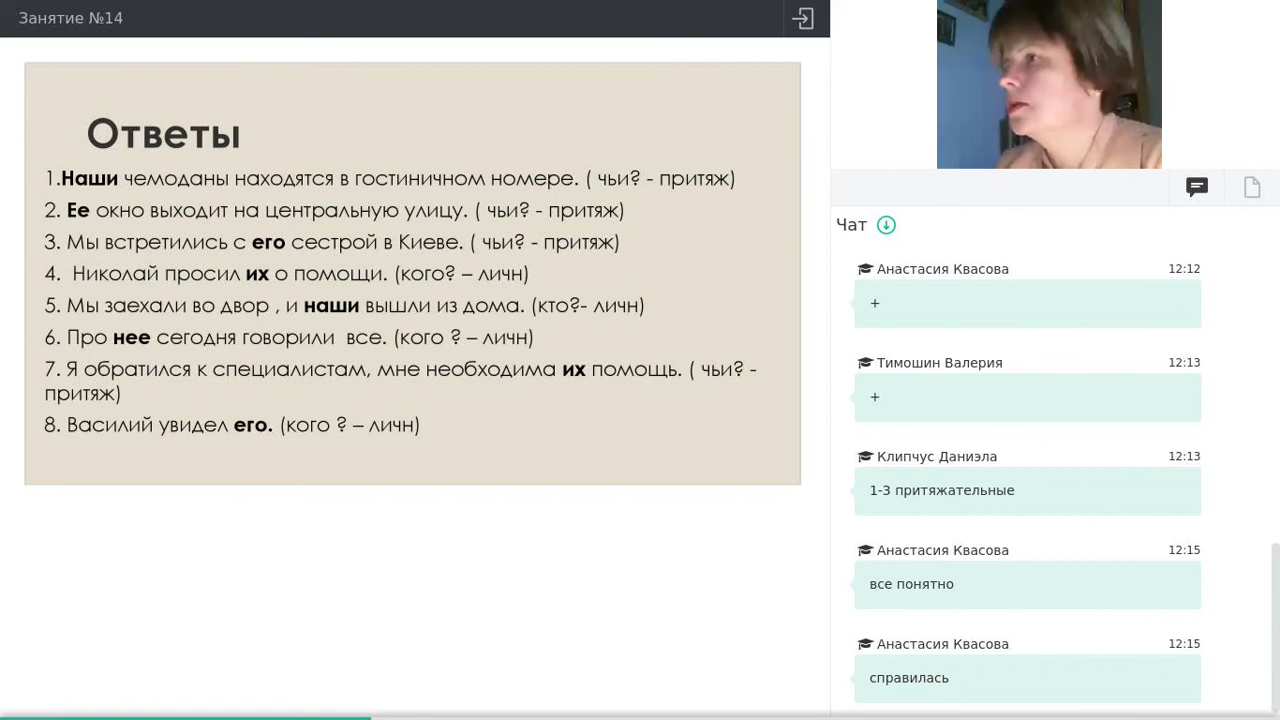 Занятие №14
Ответы
1.Наши чемоданы находятся в гостиничном номере. ( чьи? - притяж)
2. Ее окно выходит на центральную улицу. ( чьи? - притяж)
3. Мы встретились с его сестрой в Киеве. ( чьи? - притяж)
4.  Николай просил их о помощи. (кого? – личн)
5. Мы заехали во двор , и наши вышли из дома. (кто?- личн)
6. Про нее сегодня говорили  все. (кого ? – личн)
7. Я обратился к специалистам, мне необходима их помощь. ( чьи? -
притяж)
8. Василий увидел его. (кого ? – личн)
Чат
Анастасия Квасова 12:12
+
Тимошин Валерия 12:13
+
Клипчус Даниэла 12:13
1-3 притяжательные
Анастасия Квасова 12:15
все понятно
Анастасия Квасова 12:15
справилась